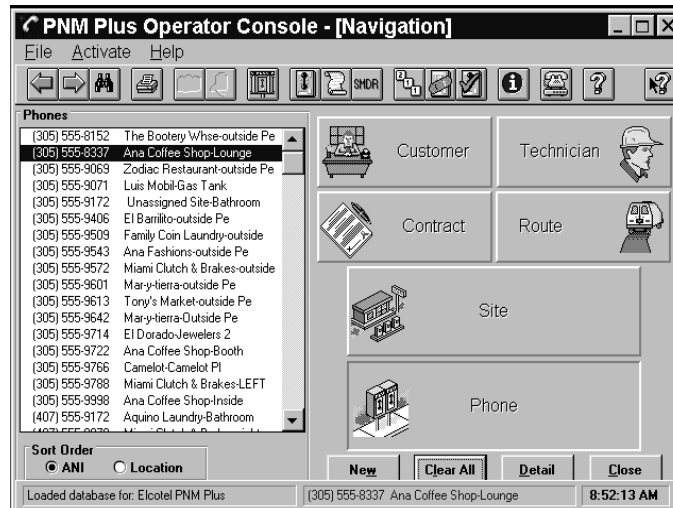 PNM Plus Operator Console - [Navigation]
File Activate Help
SMDR
Phones
(305) 555-8152 The Bootery Whse-outside Pe
(305) 555-8337 Ana Coffee Shop-Lounge
(305) 555-9069 Zodiac Restaurant-outside Pe
(305) 555-9071 Luis Mobil-Gas Tank
(305) 555-9172 Unassigned Site-Bathroom
(305) 555-9406 El Barrilito-outside Pe
(305) 555-9509 Family Coin Laundry-outside
(305) 555-9543 Ana Fashions-outside Pe
(305) 555-9572 Miami Clutch & Brakes-outside
(305) 555-9601 Mar-y-tierra-outside Pe
(305) 555-9613 Tony's Market-outside Pe
(305) 555-9642 Mar-y-tierra-Outside Pe
(305) 555-9714 El Dorado-Jewelers 2
(305) 555-9722 Ana Coffee Shop-Booth
(305) 555-9766 Camelot-Camelot Pl
(305) 555-9788 Miami Clutch & Brakes-LEFT
(305) 555-9998 Ana Coffee Shop-Inside
(407) 555-9172 Aquino Laundry-Bathroom
Sort Order
ANI Location
Customer
Technician
Contract
Route
Site
Phone
New Clear All Detail Close
Loaded database for: Elcotel PNM Plus (305) 555-8337 Ana Coffee Shop-Lounge 8:52:13 AM